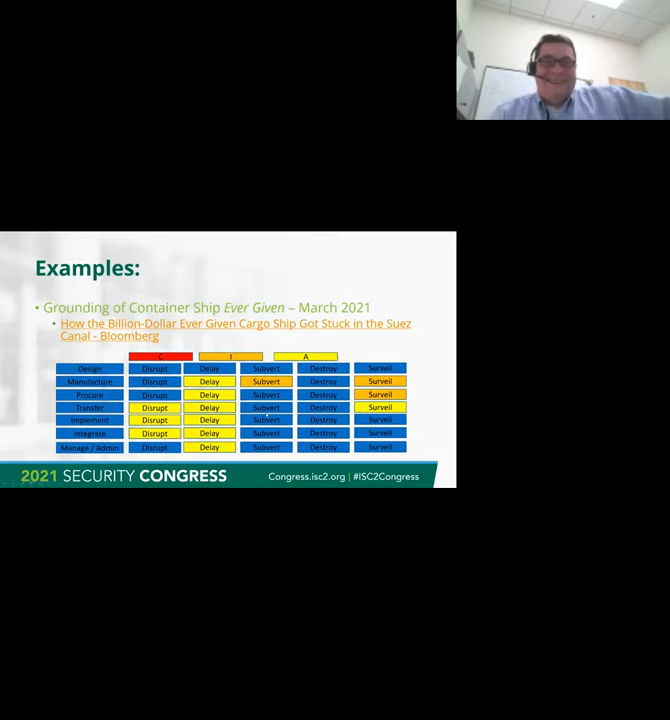 Examples:
• Grounding of Container Ship Ever Given – March 2021
• How the Billion-Dollar Ever Given Cargo Ship Got Stuck in the Suez
Canal - Bloomberg
C I A
Design Disrupt Delay Subvert Destroy Surveil
Manufacture Disrupt Delay Subvert Destroy Surveil
Procure Disrupt Delay Subvert Destroy Surveil
Transfer Disrupt Delay Subvert Destroy Surveil
Implement Disrupt Delay Subvert Destroy Surveil
Integrate Disrupt Delay Subvert Destroy Surveil
Manage / Admin Disrupt Delay Subvert Destroy Surveil
2021 SECURITY CONGRESS Congress.isc2.org | #ISC2Congress